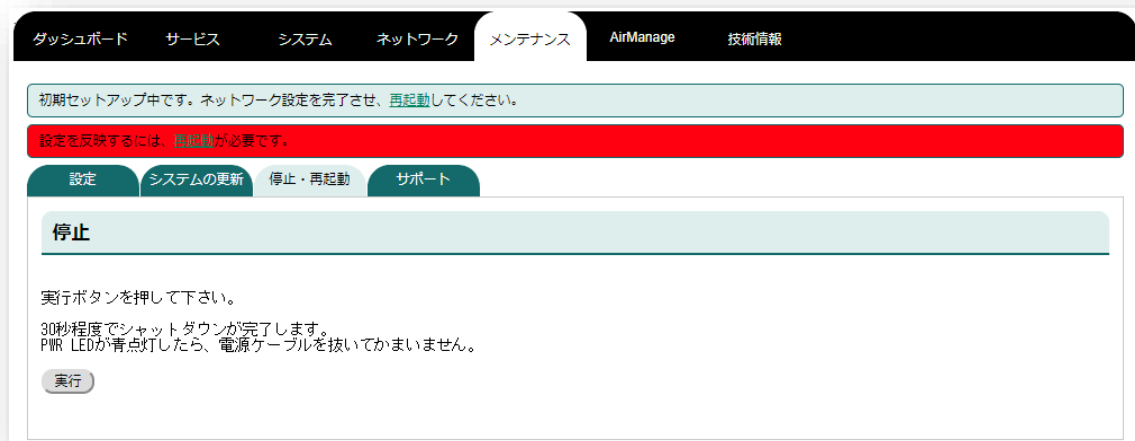 ダッシュボード サービス システム ネットワーク メンテナンス AirManage 技術情報
初期セットアップ中です。ネットワーク設定を完了させ、再起動してください。
設定を反映するには、再起動が必要です。
設定 システムの更新 停止・再起動 サポート
停止
実行ボタンを押して下さい。
30秒程度でシャットダウンが完了します。
PWR LEDが青点灯したら、電源ケーブルを抜いてかまいません。
実行